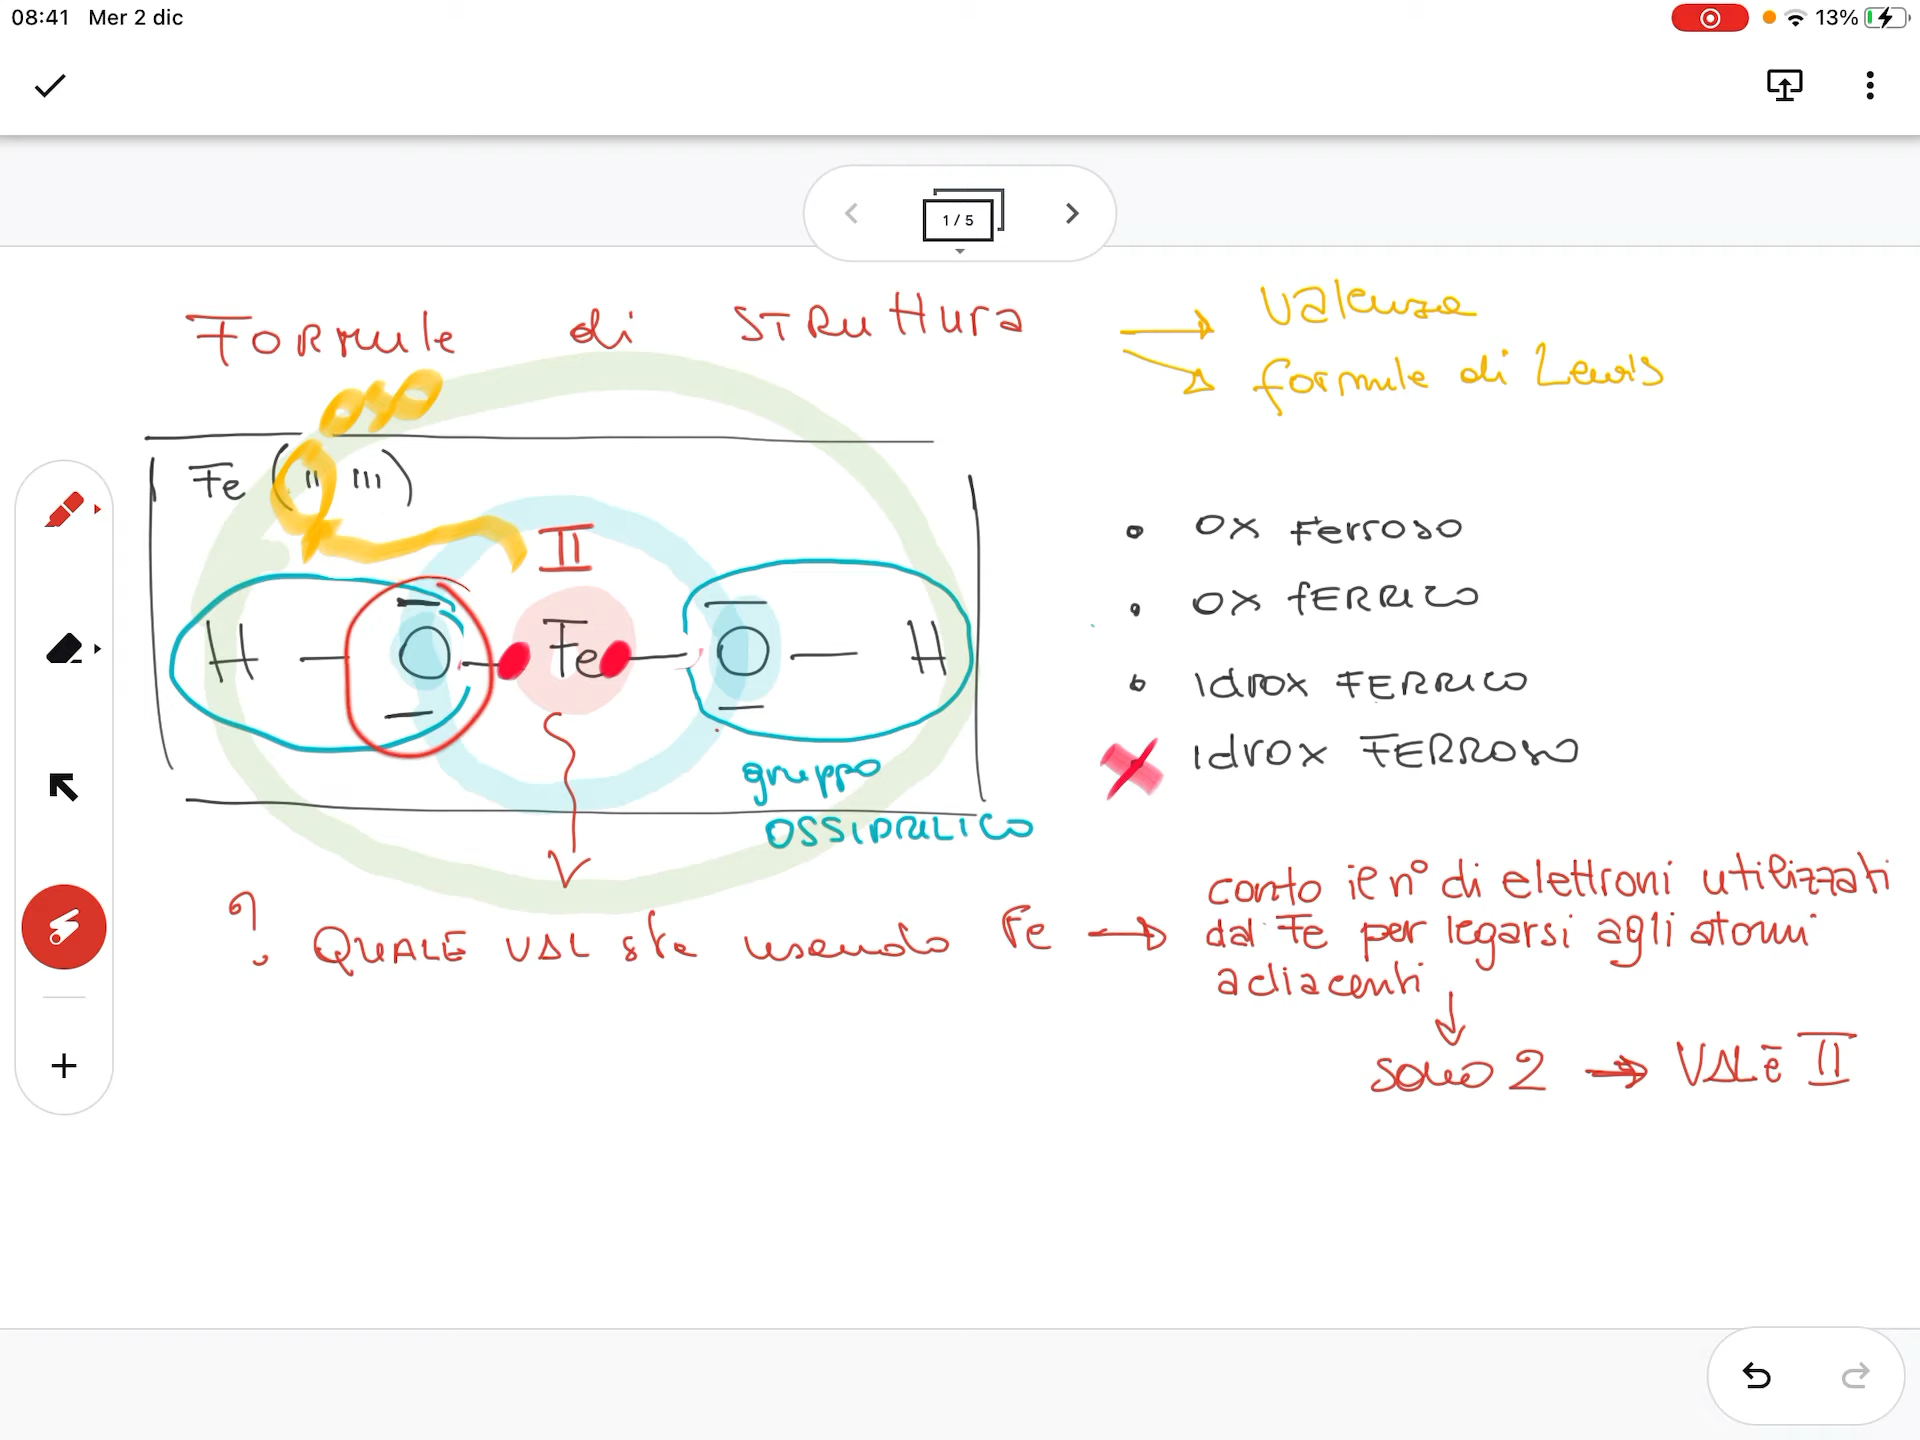 08:41 Mer 2 dic
13%
1 / 5
Formule di struttura
Valenza
formule di Lewis
oso
Fe (II III)
II
H — O — Fe — O — H
gruppo
OSSIDRILICO
• OX Ferroso
• OX fERRICO
• Idrox FERRICO
Idrox FERROSO
? QUALE VAL sta usando Fe →
conto il n° di elettroni utilizzati
dal Fe per legarsi agli atomi
adiacenti
↓
sono 2 → VAL è II